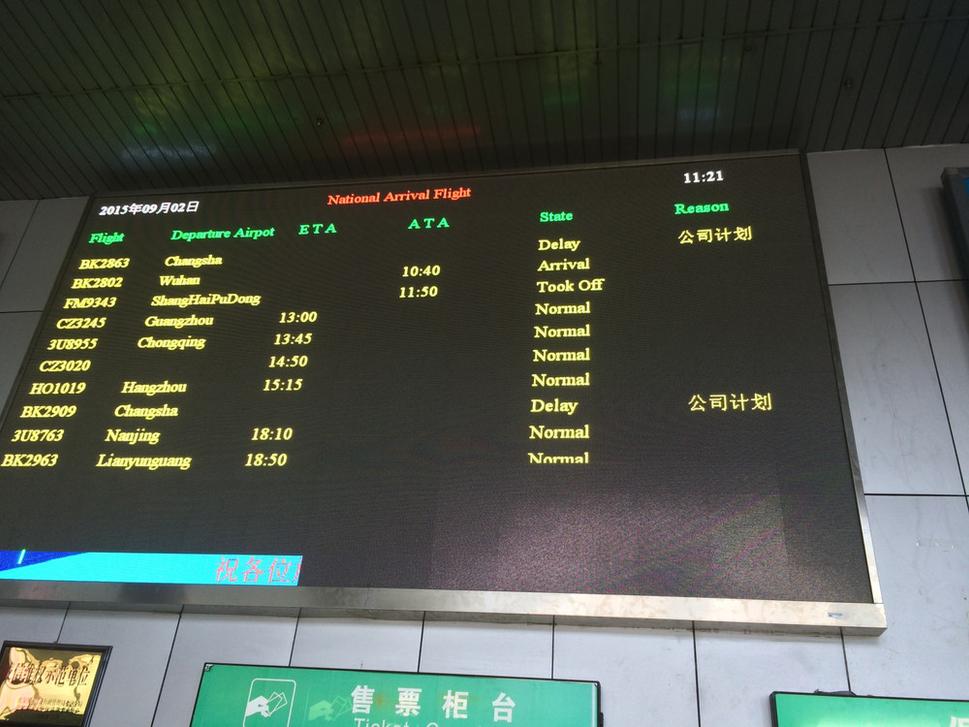 2015年09月02日 National Arrival Flight 11:21
Flight Departure Airpot ETA ATA State Reason
BK2863 Changsha Delay 公司计划
BK2802 Wuhan 10:40 Arrival
FM9343 ShangHaiPuDong 11:50 Took Off
CZ3245 Guangzhou 13:00 Normal
3U8955 Chongqing 13:45 Normal
CZ3020 14:50 Normal
HO1019 Hangzhou 15:15 Normal
BK2909 Changsha Delay 公司计划
3U8763 Nanjing 18:10 Normal
BK2963 Lianyunguang 18:50 Normal
祝各位
示范单位
售票柜台